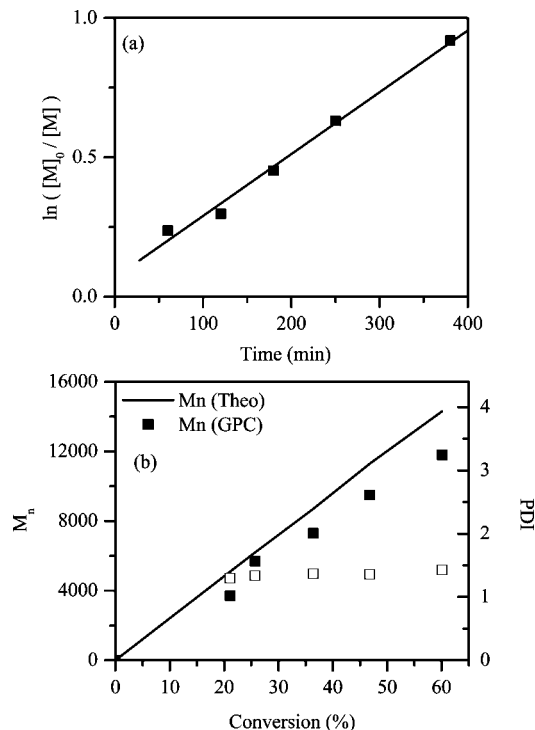 (a)
1.0
0.5
0.0
ln ( [M]₀ / [M] )
0 100 200 300 400
Time (min)
16000
12000
8000
4000
0
Mₙ
Mn (Theo)
Mn (GPC)
(b)
4
3
2
1
0
PDI
0 10 20 30 40 50 60
Conversion (%)